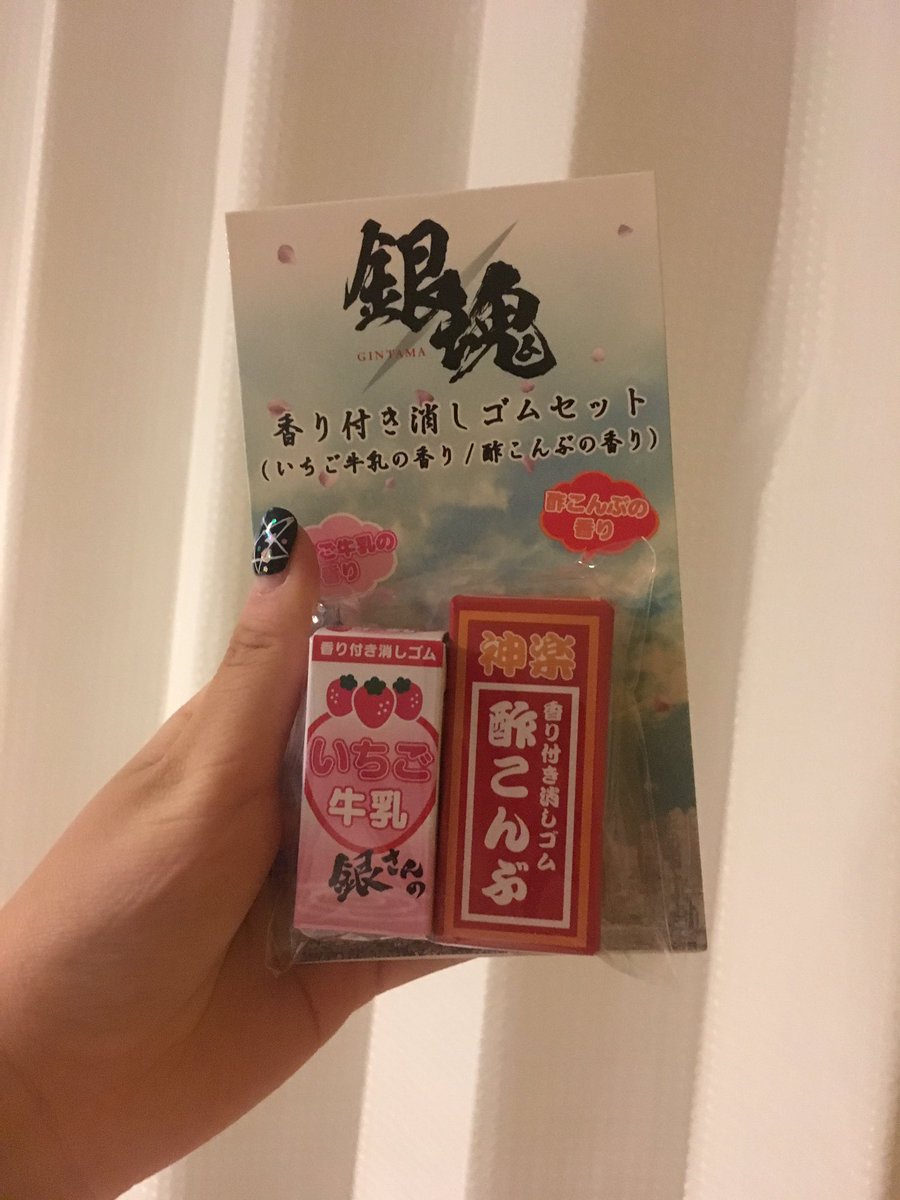 銀魂
GINTAMA
香り付き消しゴムセット
(いちご牛乳の香り/酢こんぶの香り)
酢こんぶの
香り
ご牛乳の
香り
香り付き消しゴム
いちご
牛乳
銀さんの
神楽
香り付き消しゴム
酢こんぶ